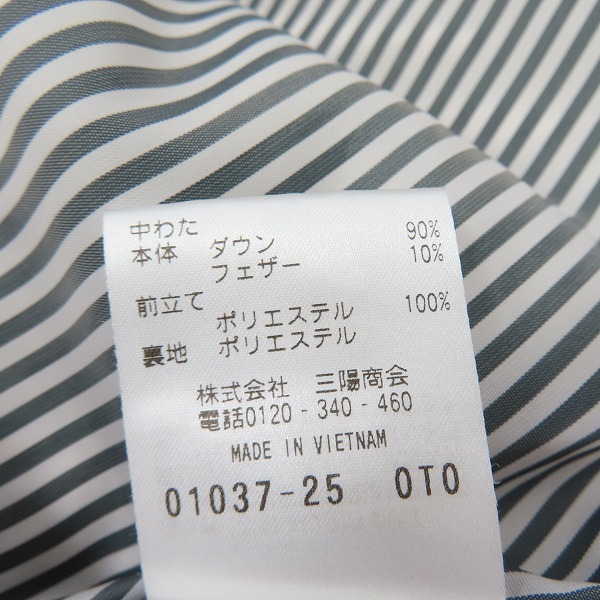 中わた
本体 ダウン 90%
フェザー 10%
前立て
ポリエステル 100%
裏地 ポリエステル
株式会社 三陽商会
電話0120-340-460
MADE IN VIETNAM
01037-25 0T0